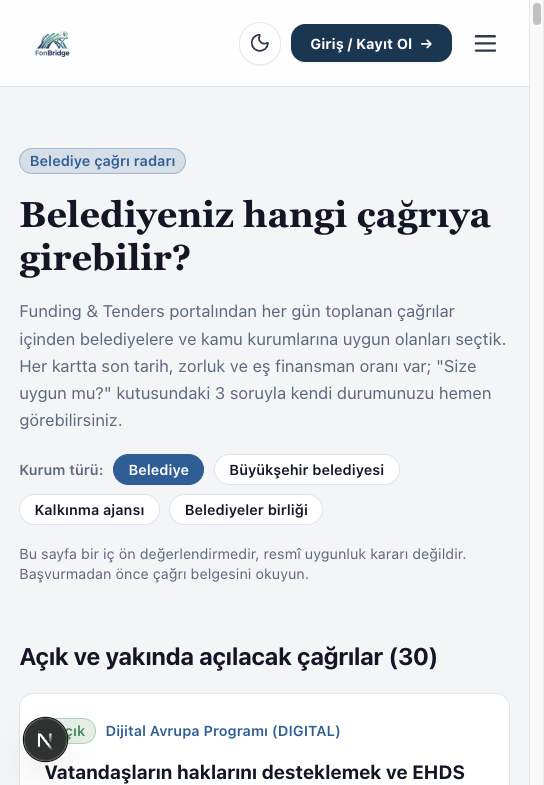 FonBridge
Giriş / Kayıt Ol →
Belediye çağrı radarı
Belediyeniz hangi çağrıya
girebilir?
Funding & Tenders portalından her gün toplanan çağrılar
içinden belediyelere ve kamu kurumlarına uygun olanları seçtik.
Her kartta son tarih, zorluk ve eş finansman oranı var; "Size
uygun mu?" kutusundaki 3 soruyla kendi durumunuzu hemen
görebilirsiniz.
Kurum türü: Belediye Büyükşehir belediyesi
Kalkınma ajansı Belediyeler birliği
Bu sayfa bir iç ön değerlendirmedir, resmî uygunluk kararı değildir.
Başvurmadan önce çağrı belgesini okuyun.
Açık ve yakında açılacak çağrılar (30)
Dijital Avrupa Programı (DIGITAL)
N
Vatandaşların haklarını desteklemek ve EHDS